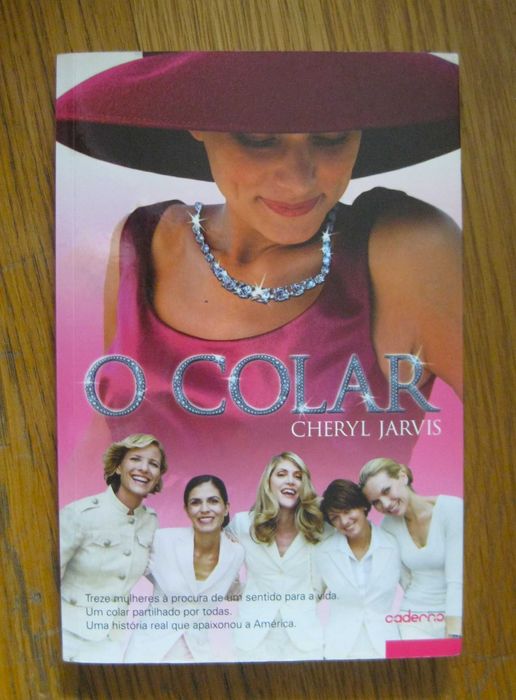 O COLAR
CHERYL JARVIS
Treze mulheres à procura de um sentido para a vida.
Um colar partilhado por todas.
Uma história real que apaixonou a América.
caderno